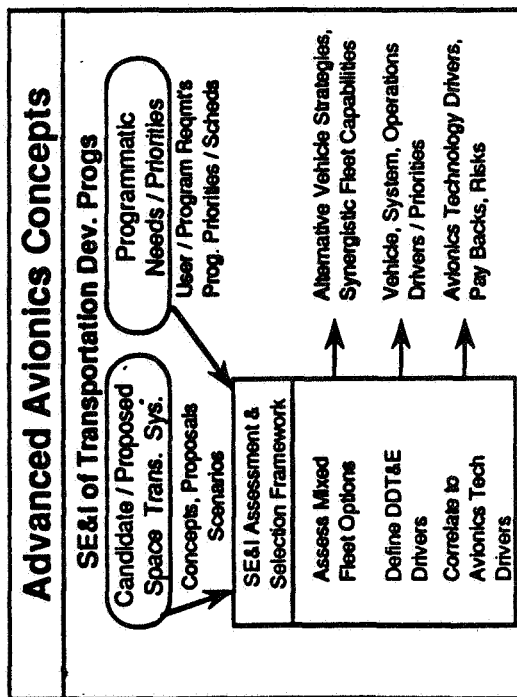 Advanced Avionics Concepts
SE&I of Transportation Dev. Progs
Candidate / Proposed
Space Trans. Sys.
Programmatic
Needs / Priorities
Concepts, Proposals
Scenarios
User / Program Reqmt's
Prog. Priorities / Scheds
SE&I Assessment &
Selection Framework
Assess Mixed
Fleet Options
Alternative Vehicle Strategies,
Synergistic Fleet Capabilities
Define DDT&E
Drivers
Vehicle, System, Operations
Drivers / Priorities
Correlate to
Avionics Tech
Drivers
Avionics Technology Drivers,
Pay Backs, Risks